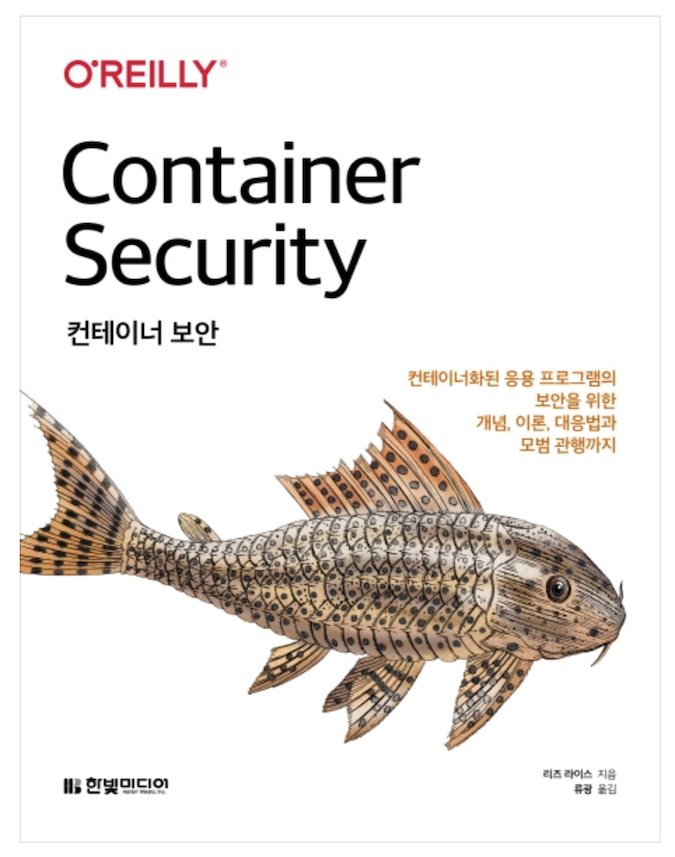 O'REILLY®
Container
Security
컨테이너 보안
컨테이너화된 응용 프로그램의
보안을 위한
개념, 이론, 대응법과
모범 관행까지
리즈 라이스 지음
류광 옮김
한빛미디어
Hanbit Media, Inc.